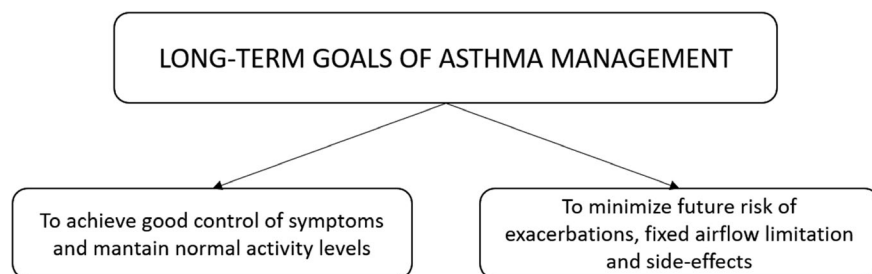 LONG-TERM GOALS OF ASTHMA MANAGEMENT
To achieve good control of symptoms
and mantain normal activity levels
To minimize future risk of
exacerbations, fixed airflow limitation
and side-effects